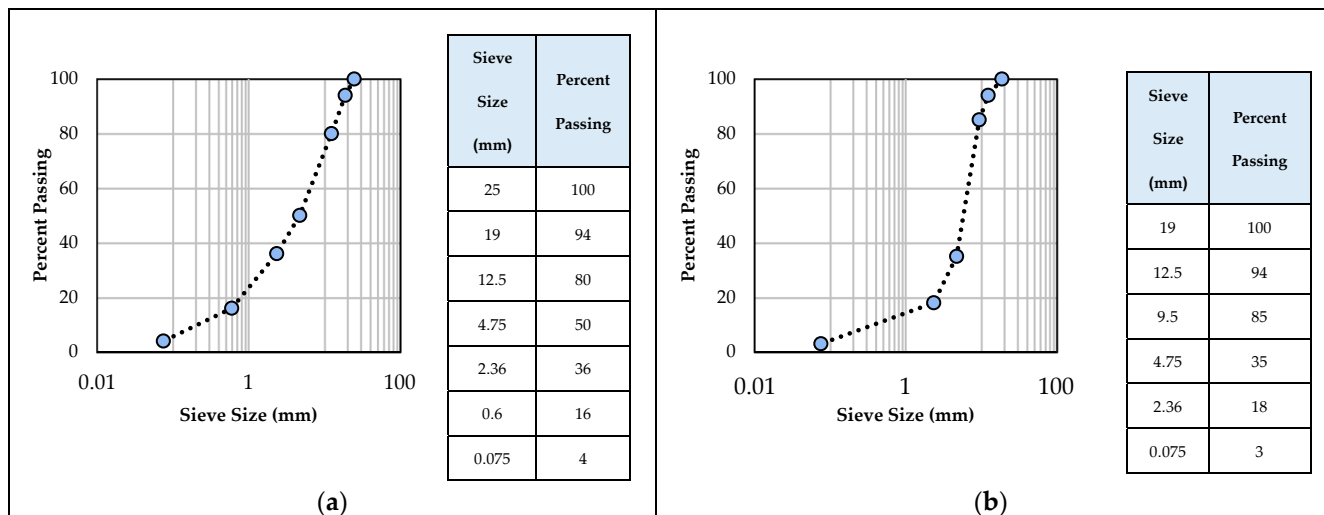 100
80
60
40
20
0
Percent Passing
0.01 1 100
Sieve Size (mm)
Sieve Size (mm) Percent Passing
25 100
19 94
12.5 80
4.75 50
2.36 36
0.6 16
0.075 4
(a)
100
80
60
40
20
0
Percent Passing
0.01 1 100
Sieve Size (mm)
Sieve Size (mm) Percent Passing
19 100
12.5 94
9.5 85
4.75 35
2.36 18
0.075 3
(b)